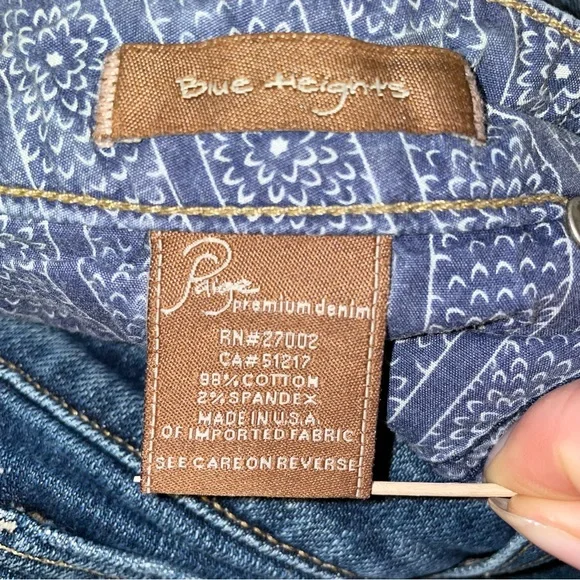 Blue Heights
Paige
premium denim
RN#27002
CA#51217
98% COTTON
2% SPANDEX
MADE IN U.S.A.
OF IMPORTED FABRIC
SEE CARE ON REVERSE